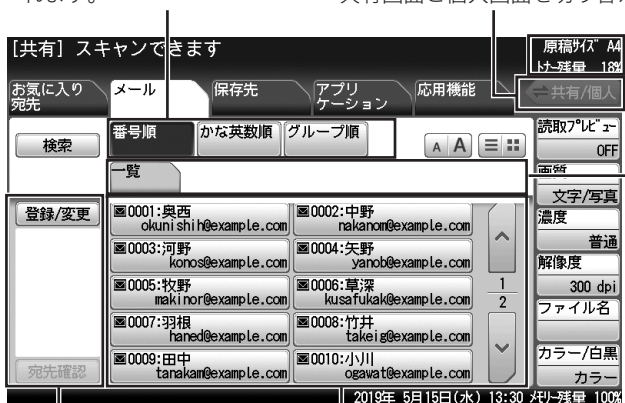 [共有] スキャンできます
原稿サイズ A4
トナー残量 18%
お気に入り
宛先
メール
保存先
アプリ
ケーション
応用機能
共有/個人
検索
番号順
かな英数順
グループ順
A A
読取プレビュー
OFF
一覧
画質
文字/写真
登録/変更
0001:奥西
okunishih@example.com
0002:中野
nakanom@example.com
濃度
普通
0003:河野
konos@example.com
0004:矢野
yanob@example.com
解像度
300 dpi
0005:牧野
makinor@example.com
0006:草深
kusafukak@example.com
1
2
ファイル名
0007:羽根
haned@example.com
0008:竹井
takeig@example.com
カラー/白黒
カラー
0009:田中
tanakam@example.com
0010:小川
ogawat@example.com
宛先確認
2019年 5月15日(水) 13:30 メモリー残量 100%